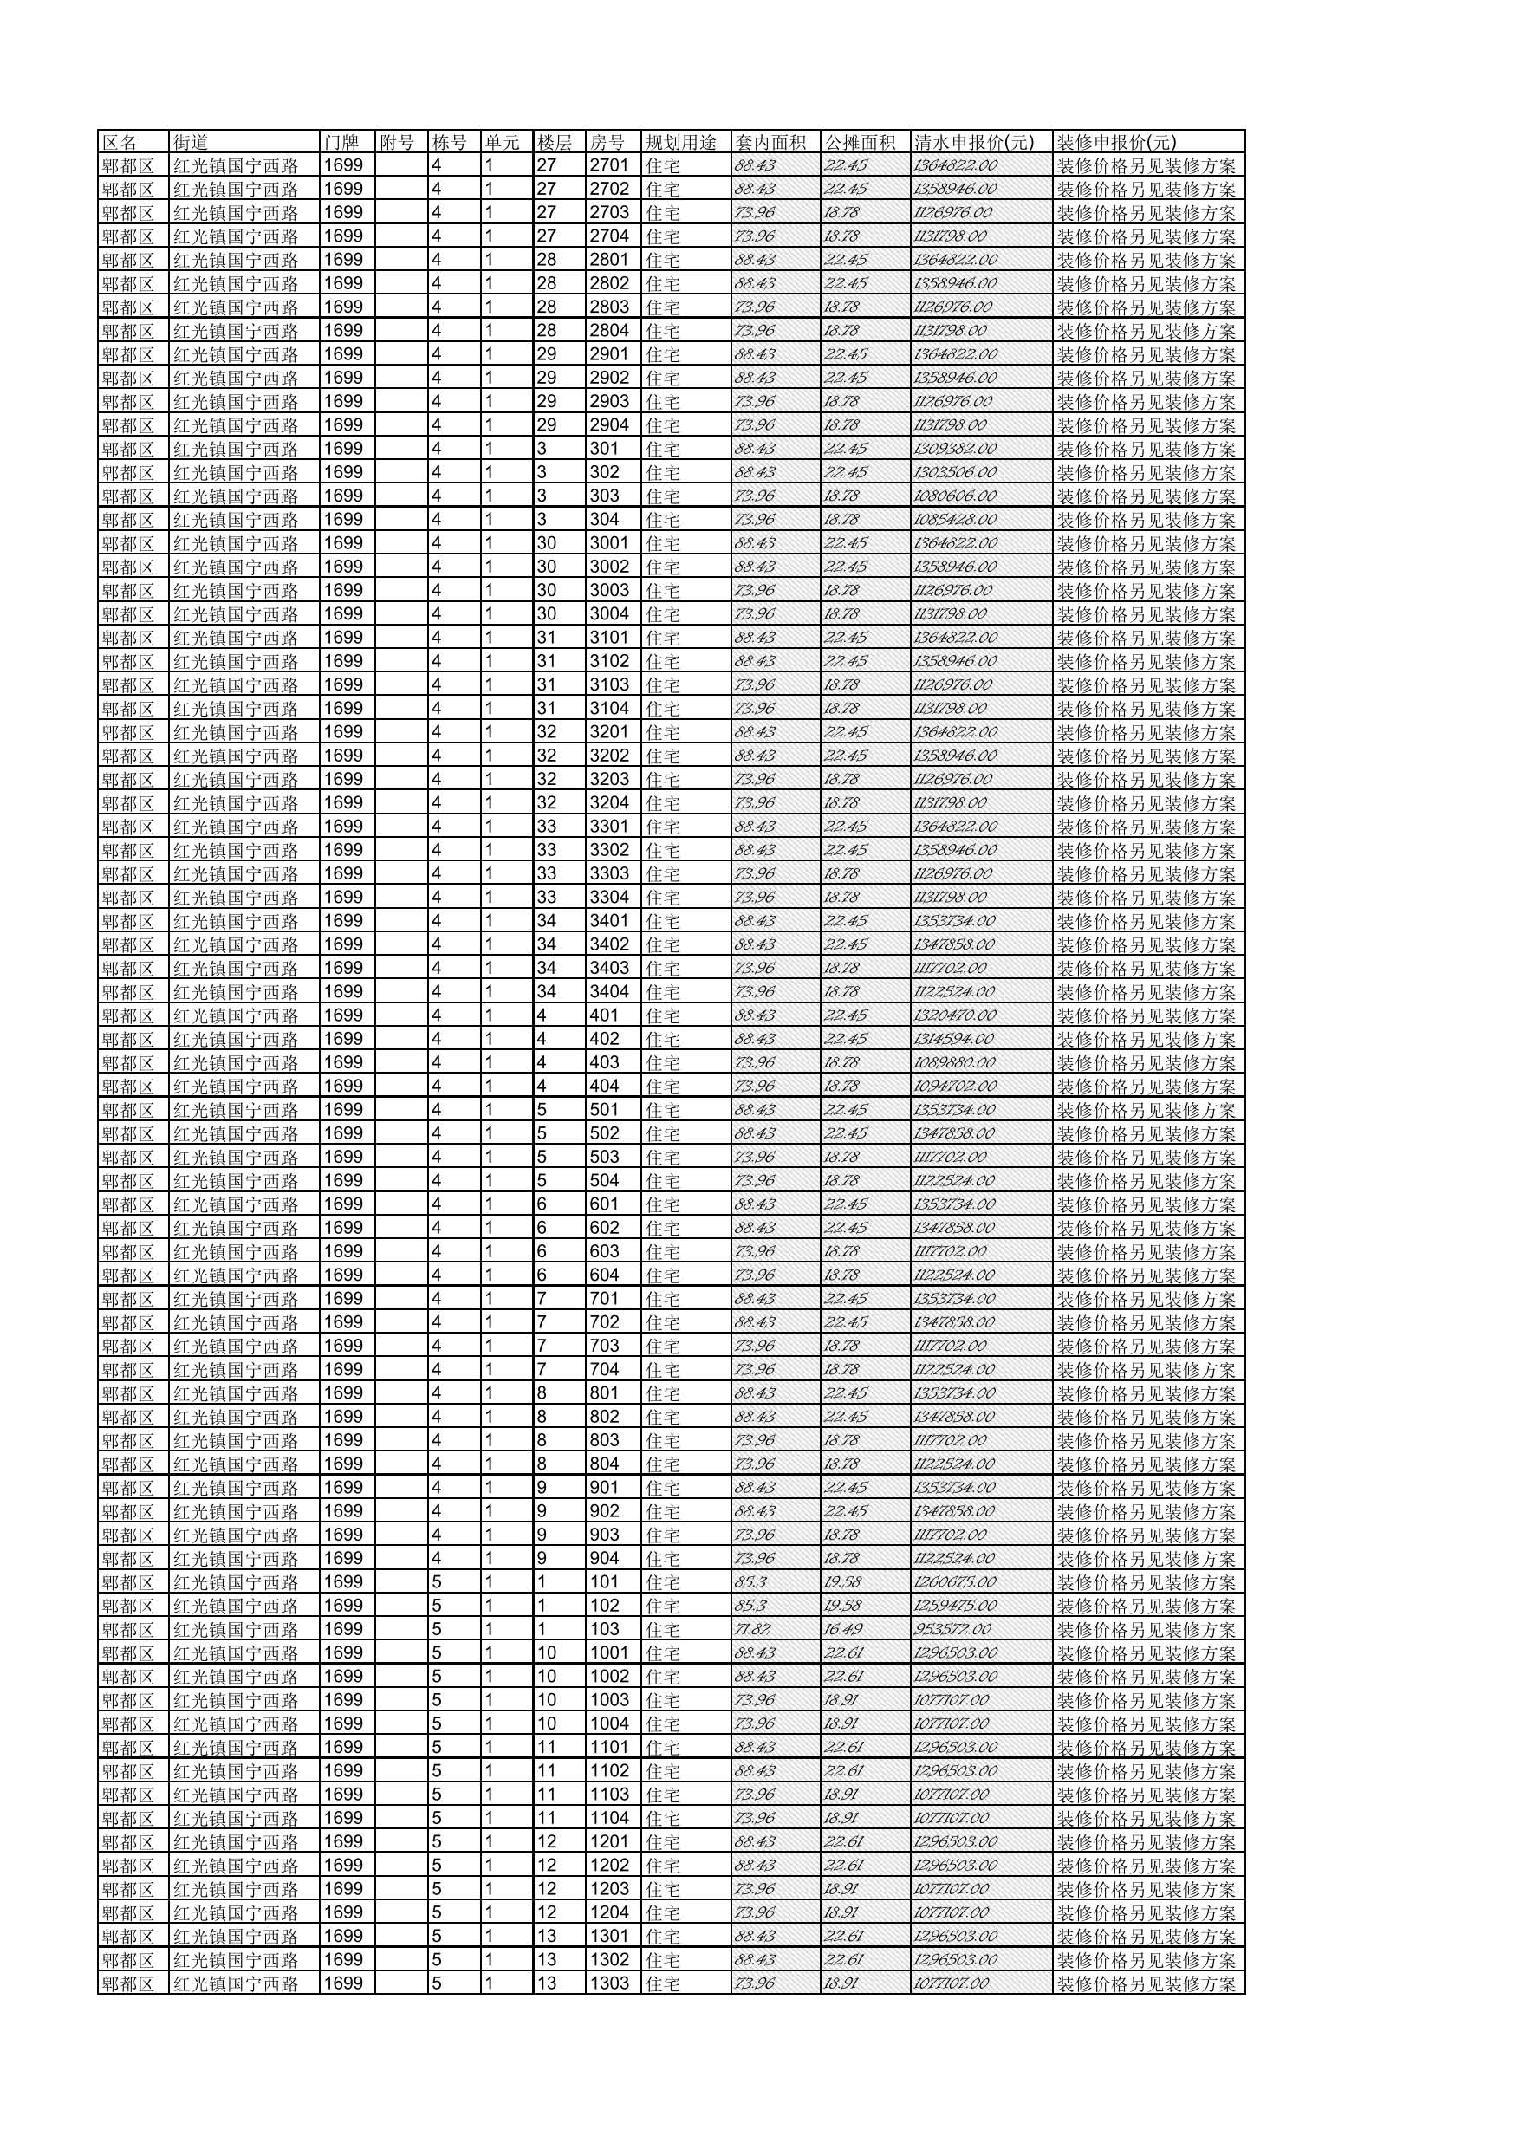 区名 街道 门牌 附号 栋号 单元 楼层 房号 规划用途 套内面积 公摊面积 清水申报价(元) 装修申报价(元)
郫都区 红光镇国宁西路 1699 4 1 27 2701 住宅 88.43 22.45 1364822.00 装修价格另见装修方案
郫都区 红光镇国宁西路 1699 4 1 27 2702 住宅 88.43 22.45 1358946.00 装修价格另见装修方案
郫都区 红光镇国宁西路 1699 4 1 27 2703 住宅 73.96 18.78 1126976.00 装修价格另见装修方案
郫都区 红光镇国宁西路 1699 4 1 27 2704 住宅 73.96 18.78 1131798.00 装修价格另见装修方案
郫都区 红光镇国宁西路 1699 4 1 28 2801 住宅 88.43 22.45 1364822.00 装修价格另见装修方案
郫都区 红光镇国宁西路 1699 4 1 28 2802 住宅 88.43 22.45 1358946.00 装修价格另见装修方案
郫都区 红光镇国宁西路 1699 4 1 28 2803 住宅 73.96 18.78 1126976.00 装修价格另见装修方案
郫都区 红光镇国宁西路 1699 4 1 28 2804 住宅 73.96 18.78 1131798.00 装修价格另见装修方案
郫都区 红光镇国宁西路 1699 4 1 29 2901 住宅 88.43 22.45 1364822.00 装修价格另见装修方案
郫都区 红光镇国宁西路 1699 4 1 29 2902 住宅 88.43 22.45 1358946.00 装修价格另见装修方案
郫都区 红光镇国宁西路 1699 4 1 29 2903 住宅 73.96 18.78 1126976.00 装修价格另见装修方案
郫都区 红光镇国宁西路 1699 4 1 29 2904 住宅 73.96 18.78 1131798.00 装修价格另见装修方案
郫都区 红光镇国宁西路 1699 4 1 3 301 住宅 88.43 22.45 1309382.00 装修价格另见装修方案
郫都区 红光镇国宁西路 1699 4 1 3 302 住宅 88.43 22.45 1303506.00 装修价格另见装修方案
郫都区 红光镇国宁西路 1699 4 1 3 303 住宅 73.96 18.78 1080606.00 装修价格另见装修方案
郫都区 红光镇国宁西路 1699 4 1 3 304 住宅 73.96 18.78 1085428.00 装修价格另见装修方案
郫都区 红光镇国宁西路 1699 4 1 30 3001 住宅 88.43 22.45 1364822.00 装修价格另见装修方案
郫都区 红光镇国宁西路 1699 4 1 30 3002 住宅 88.43 22.45 1358946.00 装修价格另见装修方案
郫都区 红光镇国宁西路 1699 4 1 30 3003 住宅 73.96 18.78 1126976.00 装修价格另见装修方案
郫都区 红光镇国宁西路 1699 4 1 30 3004 住宅 73.96 18.78 1131798.00 装修价格另见装修方案
郫都区 红光镇国宁西路 1699 4 1 31 3101 住宅 88.43 22.45 1364822.00 装修价格另见装修方案
郫都区 红光镇国宁西路 1699 4 1 31 3102 住宅 88.43 22.45 1358946.00 装修价格另见装修方案
郫都区 红光镇国宁西路 1699 4 1 31 3103 住宅 73.96 18.78 1126976.00 装修价格另见装修方案
郫都区 红光镇国宁西路 1699 4 1 31 3104 住宅 73.96 18.78 1131798.00 装修价格另见装修方案
郫都区 红光镇国宁西路 1699 4 1 32 3201 住宅 88.43 22.45 1364822.00 装修价格另见装修方案
郫都区 红光镇国宁西路 1699 4 1 32 3202 住宅 88.43 22.45 1358946.00 装修价格另见装修方案
郫都区 红光镇国宁西路 1699 4 1 32 3203 住宅 73.96 18.78 1126976.00 装修价格另见装修方案
郫都区 红光镇国宁西路 1699 4 1 32 3204 住宅 73.96 18.78 1131798.00 装修价格另见装修方案
郫都区 红光镇国宁西路 1699 4 1 33 3301 住宅 88.43 22.45 1364822.00 装修价格另见装修方案
郫都区 红光镇国宁西路 1699 4 1 33 3302 住宅 88.43 22.45 1358946.00 装修价格另见装修方案
郫都区 红光镇国宁西路 1699 4 1 33 3303 住宅 73.96 18.78 1126976.00 装修价格另见装修方案
郫都区 红光镇国宁西路 1699 4 1 33 3304 住宅 73.96 18.78 1131798.00 装修价格另见装修方案
郫都区 红光镇国宁西路 1699 4 1 34 3401 住宅 88.43 22.45 1353734.00 装修价格另见装修方案
郫都区 红光镇国宁西路 1699 4 1 34 3402 住宅 88.43 22.45 1347858.00 装修价格另见装修方案
郫都区 红光镇国宁西路 1699 4 1 34 3403 住宅 73.96 18.78 1117702.00 装修价格另见装修方案
郫都区 红光镇国宁西路 1699 4 1 34 3404 住宅 73.96 18.78 1122524.00 装修价格另见装修方案
郫都区 红光镇国宁西路 1699 4 1 4 401 住宅 88.43 22.45 1320470.00 装修价格另见装修方案
郫都区 红光镇国宁西路 1699 4 1 4 402 住宅 88.43 22.45 1314594.00 装修价格另见装修方案
郫都区 红光镇国宁西路 1699 4 1 4 403 住宅 73.96 18.78 1089880.00 装修价格另见装修方案
郫都区 红光镇国宁西路 1699 4 1 4 404 住宅 73.96 18.78 1094702.00 装修价格另见装修方案
郫都区 红光镇国宁西路 1699 4 1 5 501 住宅 88.43 22.45 1353734.00 装修价格另见装修方案
郫都区 红光镇国宁西路 1699 4 1 5 502 住宅 88.43 22.45 1347858.00 装修价格另见装修方案
郫都区 红光镇国宁西路 1699 4 1 5 503 住宅 73.96 18.78 1117702.00 装修价格另见装修方案
郫都区 红光镇国宁西路 1699 4 1 5 504 住宅 73.96 18.78 1122524.00 装修价格另见装修方案
郫都区 红光镇国宁西路 1699 4 1 6 601 住宅 88.43 22.45 1353734.00 装修价格另见装修方案
郫都区 红光镇国宁西路 1699 4 1 6 602 住宅 88.43 22.45 1347858.00 装修价格另见装修方案
郫都区 红光镇国宁西路 1699 4 1 6 603 住宅 73.96 18.78 1117702.00 装修价格另见装修方案
郫都区 红光镇国宁西路 1699 4 1 6 604 住宅 73.96 18.78 1122524.00 装修价格另见装修方案
郫都区 红光镇国宁西路 1699 4 1 7 701 住宅 88.43 22.45 1353734.00 装修价格另见装修方案
郫都区 红光镇国宁西路 1699 4 1 7 702 住宅 88.43 22.45 1347858.00 装修价格另见装修方案
郫都区 红光镇国宁西路 1699 4 1 7 703 住宅 73.96 18.78 1117702.00 装修价格另见装修方案
郫都区 红光镇国宁西路 1699 4 1 7 704 住宅 73.96 18.78 1122524.00 装修价格另见装修方案
郫都区 红光镇国宁西路 1699 4 1 8 801 住宅 88.43 22.45 1353734.00 装修价格另见装修方案
郫都区 红光镇国宁西路 1699 4 1 8 802 住宅 88.43 22.45 1347858.00 装修价格另见装修方案
郫都区 红光镇国宁西路 1699 4 1 8 803 住宅 73.96 18.78 1117702.00 装修价格另见装修方案
郫都区 红光镇国宁西路 1699 4 1 8 804 住宅 73.96 18.78 1122524.00 装修价格另见装修方案
郫都区 红光镇国宁西路 1699 4 1 9 901 住宅 88.43 22.45 1353734.00 装修价格另见装修方案
郫都区 红光镇国宁西路 1699 4 1 9 902 住宅 88.43 22.45 1347858.00 装修价格另见装修方案
郫都区 红光镇国宁西路 1699 4 1 9 903 住宅 73.96 18.78 1117702.00 装修价格另见装修方案
郫都区 红光镇国宁西路 1699 4 1 9 904 住宅 73.96 18.78 1122524.00 装修价格另见装修方案
郫都区 红光镇国宁西路 1699 5 1 1 101 住宅 85.3 19.58 1260675.00 装修价格另见装修方案
郫都区 红光镇国宁西路 1699 5 1 1 102 住宅 85.3 19.58 1259475.00 装修价格另见装修方案
郫都区 红光镇国宁西路 1699 5 1 1 103 住宅 71.82 16.49 953577.00 装修价格另见装修方案
郫都区 红光镇国宁西路 1699 5 1 10 1001 住宅 88.43 22.61 1296503.00 装修价格另见装修方案
郫都区 红光镇国宁西路 1699 5 1 10 1002 住宅 88.43 22.61 1296503.00 装修价格另见装修方案
郫都区 红光镇国宁西路 1699 5 1 10 1003 住宅 73.96 18.91 1077107.00 装修价格另见装修方案
郫都区 红光镇国宁西路 1699 5 1 10 1004 住宅 73.96 18.91 1077107.00 装修价格另见装修方案
郫都区 红光镇国宁西路 1699 5 1 11 1101 住宅 88.43 22.61 1296503.00 装修价格另见装修方案
郫都区 红光镇国宁西路 1699 5 1 11 1102 住宅 88.43 22.61 1296503.00 装修价格另见装修方案
郫都区 红光镇国宁西路 1699 5 1 11 1103 住宅 73.96 18.91 1077107.00 装修价格另见装修方案
郫都区 红光镇国宁西路 1699 5 1 11 1104 住宅 73.96 18.91 1077107.00 装修价格另见装修方案
郫都区 红光镇国宁西路 1699 5 1 12 1201 住宅 88.43 22.61 1296503.00 装修价格另见装修方案
郫都区 红光镇国宁西路 1699 5 1 12 1202 住宅 88.43 22.61 1296503.00 装修价格另见装修方案
郫都区 红光镇国宁西路 1699 5 1 12 1203 住宅 73.96 18.91 1077107.00 装修价格另见装修方案
郫都区 红光镇国宁西路 1699 5 1 12 1204 住宅 73.96 18.91 1077107.00 装修价格另见装修方案
郫都区 红光镇国宁西路 1699 5 1 13 1301 住宅 88.43 22.61 1296503.00 装修价格另见装修方案
郫都区 红光镇国宁西路 1699 5 1 13 1302 住宅 88.43 22.61 1296503.00 装修价格另见装修方案
郫都区 红光镇国宁西路 1699 5 1 13 1303 住宅 73.96 18.91 1077107.00 装修价格另见装修方案